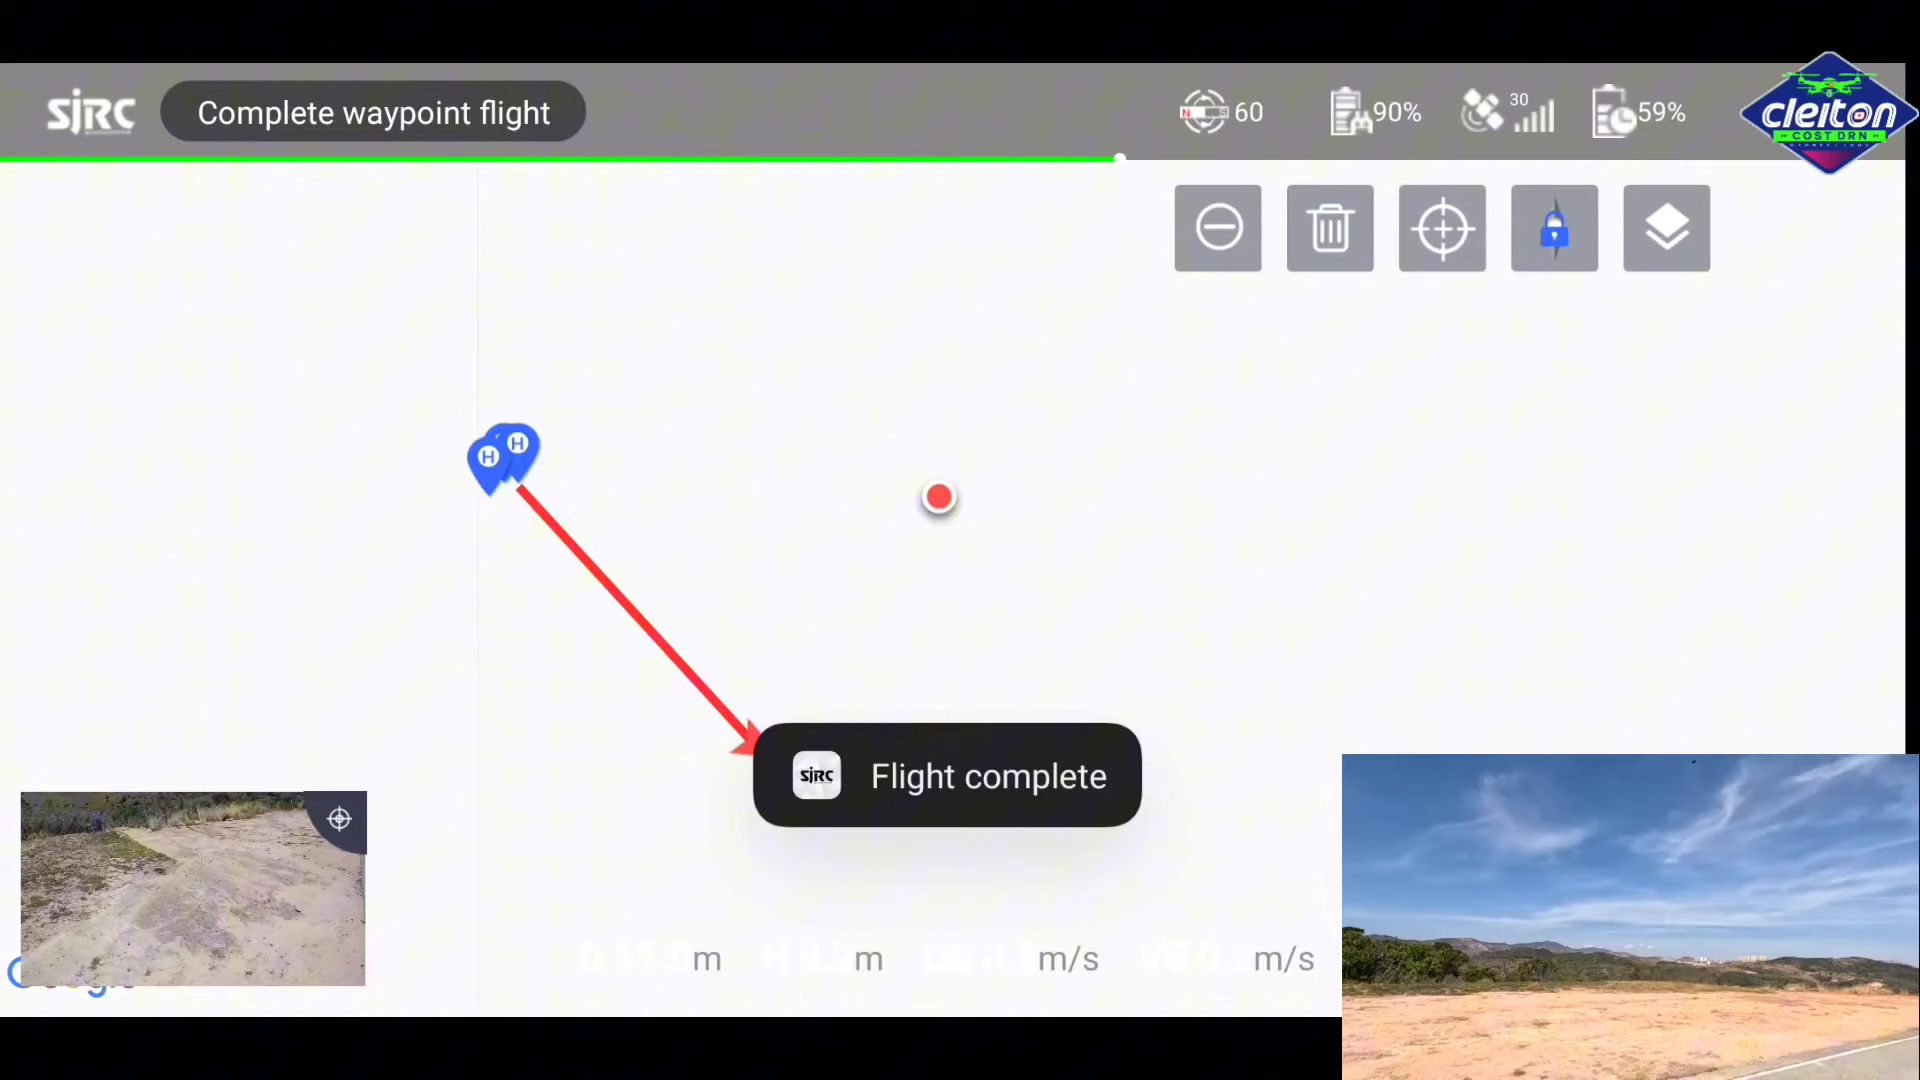 SJRC
Complete waypoint flight
N
S
60
90%
30
59%
cleiton
COST DRN
H
H
SJRC
Flight complete
m
m
m/s
m/s